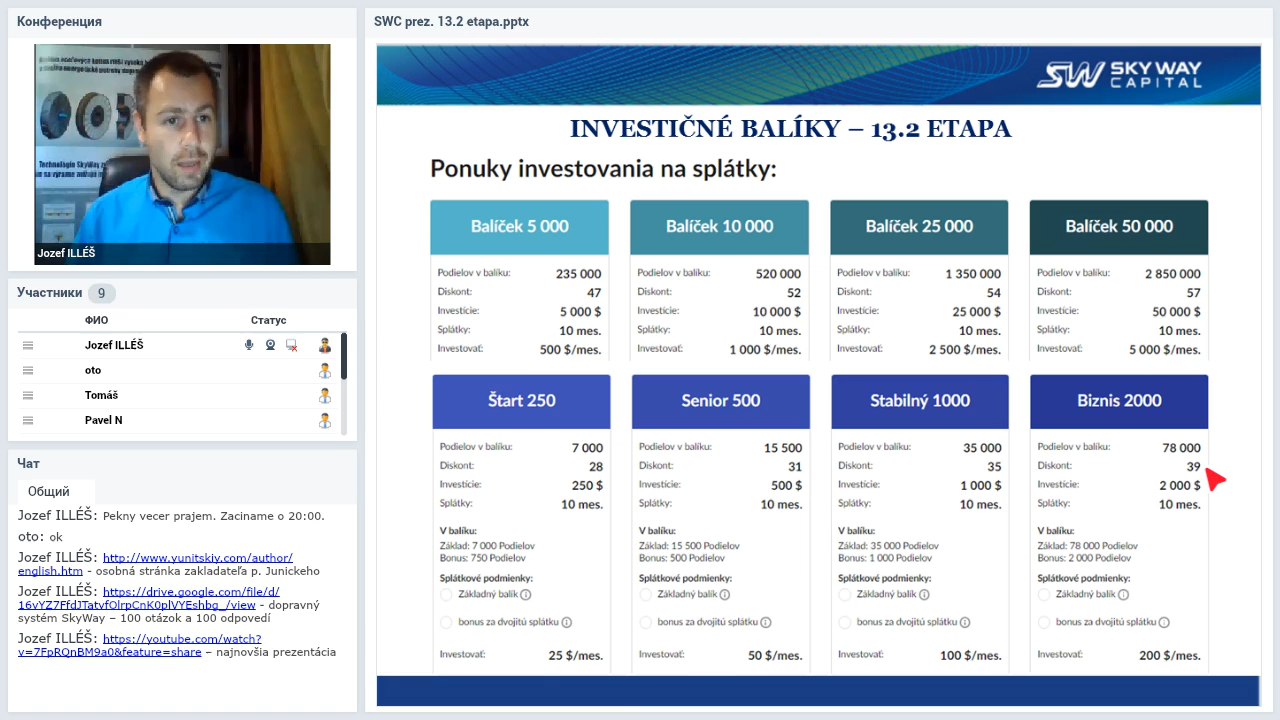 Конференция
Jozef ILLÉŠ
Участники 9
ФИО Статус
Jozef ILLÉŠ
oto
Tomáš
Pavel N
Чат
Общий
Jozef ILLÉŠ: Pekny vecer prajem. Zaciname o 20:00.
oto: ok
Jozef ILLÉŠ: http://www.yunitskiy.com/author/
english.htm - osobná stránka zakladateľa p. Junickeho
Jozef ILLÉŠ: https://drive.google.com/file/d/
16vYZ7FfdJTatvfOlrpCnK0plVYEshbg_/view - dopravný
systém SkyWay – 100 otázok a 100 odpovedí
Jozef ILLÉŠ: https://youtube.com/watch?
v=7FpRQnBM9a0&feature=share – najnovšia prezentácia
SWC prez. 13.2 etapa.pptx
SW SKY WAY
CAPITAL
INVESTIČNÉ BALÍKY – 13.2 ETAPA
Ponuky investovania na splátky:
Balíček 5 000
Podielov v balíku: 235 000
Diskont: 47
Investície: 5 000 $
Splátky: 10 mes.
Investovať: 500 $/mes.
Balíček 10 000
Podielov v balíku: 520 000
Diskont: 52
Investície: 10 000 $
Splátky: 10 mes.
Investovať: 1 000 $/mes.
Balíček 25 000
Podielov v balíku: 1 350 000
Diskont: 54
Investície: 25 000 $
Splátky: 10 mes.
Investovať: 2 500 $/mes.
Balíček 50 000
Podielov v balíku: 2 850 000
Diskont: 57
Investície: 50 000 $
Splátky: 10 mes.
Investovať: 5 000 $/mes.
Štart 250
Podielov v balíku: 7 000
Diskont: 28
Investície: 250 $
Splátky: 10 mes.
V balíku:
Základ: 7 000 Podielov
Bonus: 750 Podielov
Splátkové podmienky:
Základný balík
bonus za dvojitú splátku
Investovať: 25 $/mes.
Senior 500
Podielov v balíku: 15 500
Diskont: 31
Investície: 500 $
Splátky: 10 mes.
V balíku:
Základ: 15 500 Podielov
Bonus: 500 Podielov
Splátkové podmienky:
Základný balík
bonus za dvojitú splátku
Investovať: 50 $/mes.
Stabilný 1000
Podielov v balíku: 35 000
Diskont: 35
Investície: 1 000 $
Splátky: 10 mes.
V balíku:
Základ: 35 000 Podielov
Bonus: 1 000 Podielov
Splátkové podmienky:
Základný balík
bonus za dvojitú splátku
Investovať: 100 $/mes.
Biznis 2000
Podielov v balíku: 78 000
Diskont: 39
Investície: 2 000 $
Splátky: 10 mes.
V balíku:
Základ: 78 000 Podielov
Bonus: 2 000 Podielov
Splátkové podmienky:
Základný balík
bonus za dvojitú splátku
Investovať: 200 $/mes.